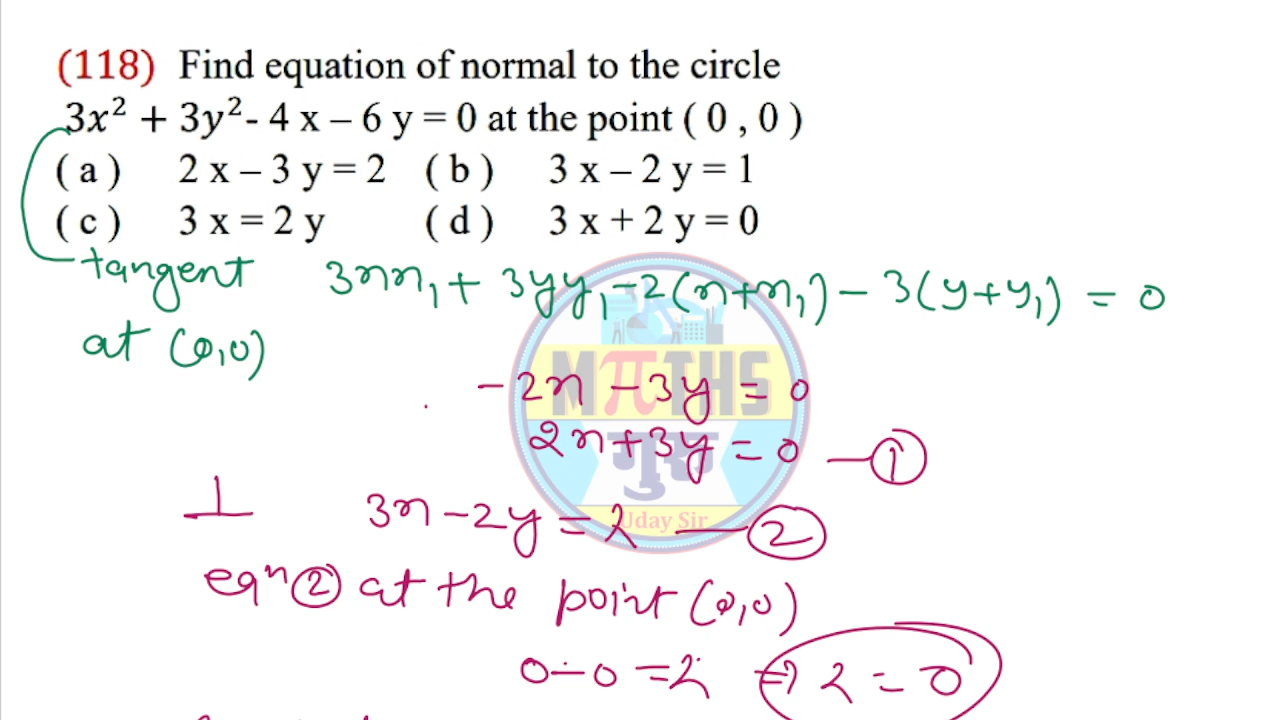 (118) Find equation of normal to the circle
3x² + 3y² - 4 x – 6 y = 0 at the point ( 0 , 0 )
( a ) 2 x – 3 y = 2 ( b ) 3 x – 2 y = 1
( c ) 3 x = 2 y ( d ) 3 x + 2 y = 0
tangent 3xx₁ + 3yy₁ - 2(x+x₁) - 3(y+y₁) = 0
at (0,0)
MπTHS
-2x - 3y = 0
2x+3y = 0 — ①
गुरु
⊥ 3x - 2y = λ — ②
Uday Sir
eqⁿ ② at the point (0,0)
0 - 0 = λ ⇒ λ = 0